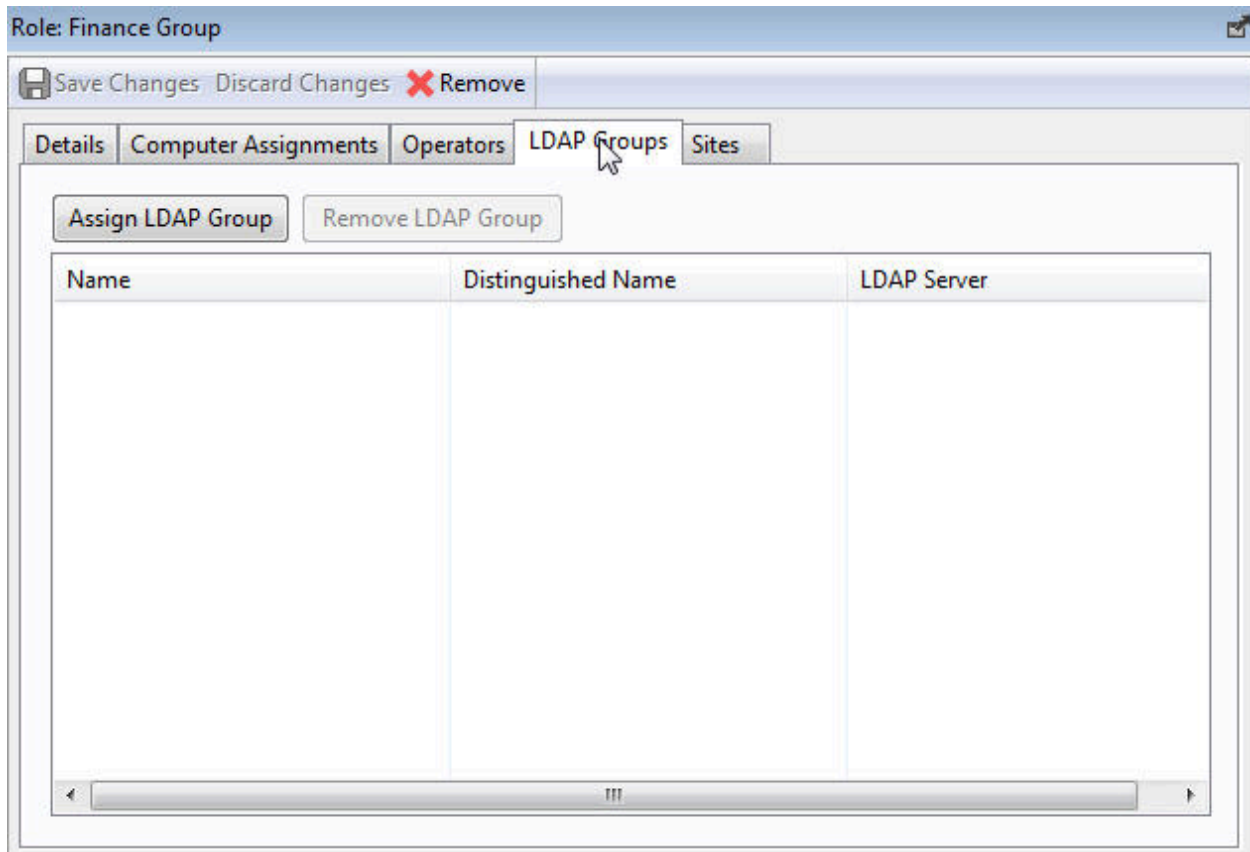 Role: Finance Group
Save Changes Discard Changes Remove
Details Computer Assignments Operators LDAP Groups Sites
Assign LDAP Group Remove LDAP Group
Name Distinguished Name LDAP Server